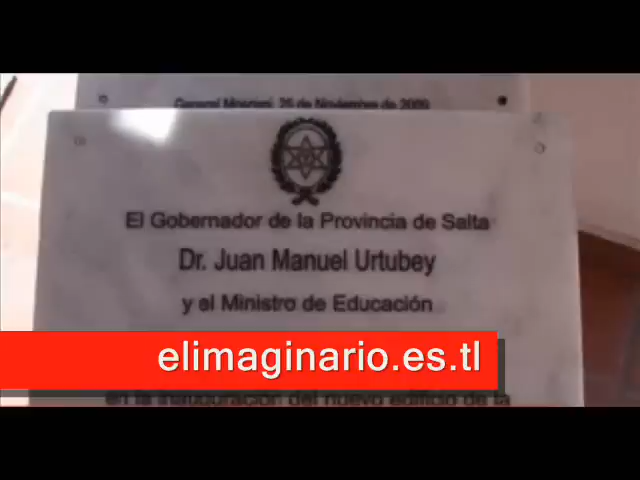 General Mosconi, 26 de Noviembre de 2009
El Gobernador de la Provincia de Salta
Dr. Juan Manuel Urtubey
y el Ministro de Educación
elimaginario.es.tl
en la inauguración del nuevo edificio de la